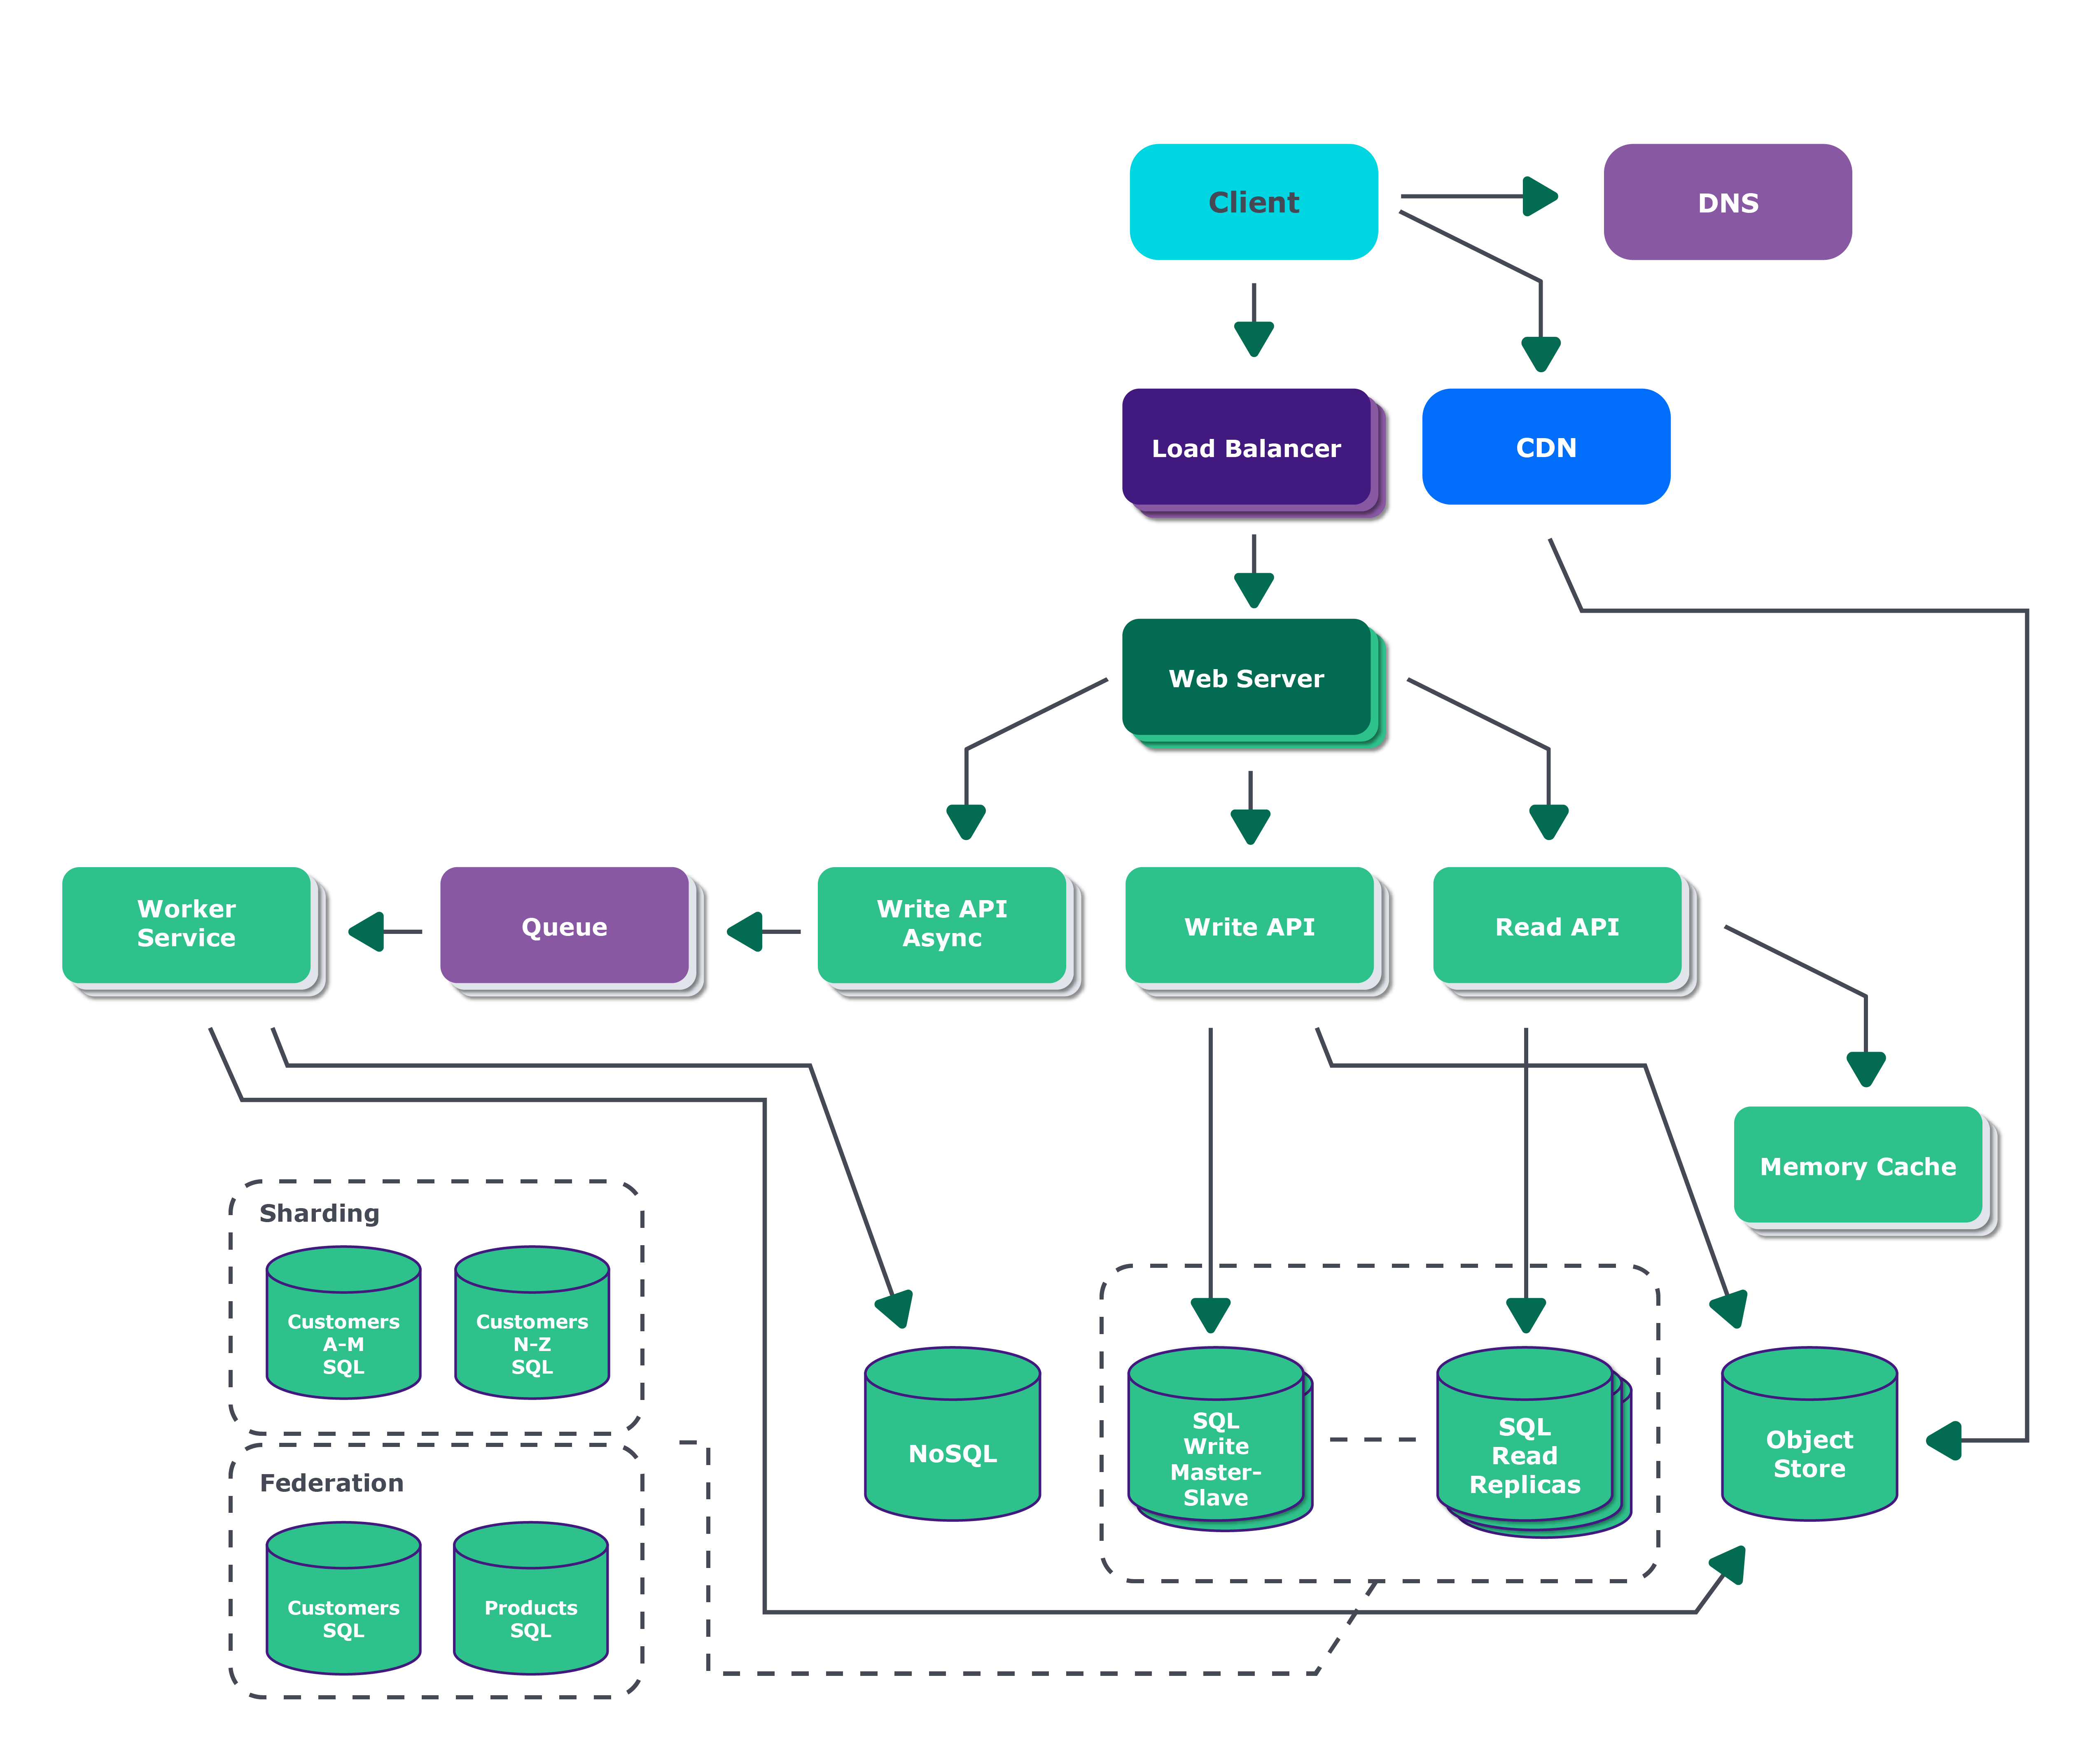 Client
DNS
Load Balancer
CDN
Web Server
Worker
Service
Queue
Write API
Async
Write API
Read API
Memory Cache
Sharding
Customers
A–M
SQL
Customers
N–Z
SQL
Federation
Customers
SQL
Products
SQL
NoSQL
SQL
Write
Master–
Slave
SQL
Read
Replicas
Object
Store